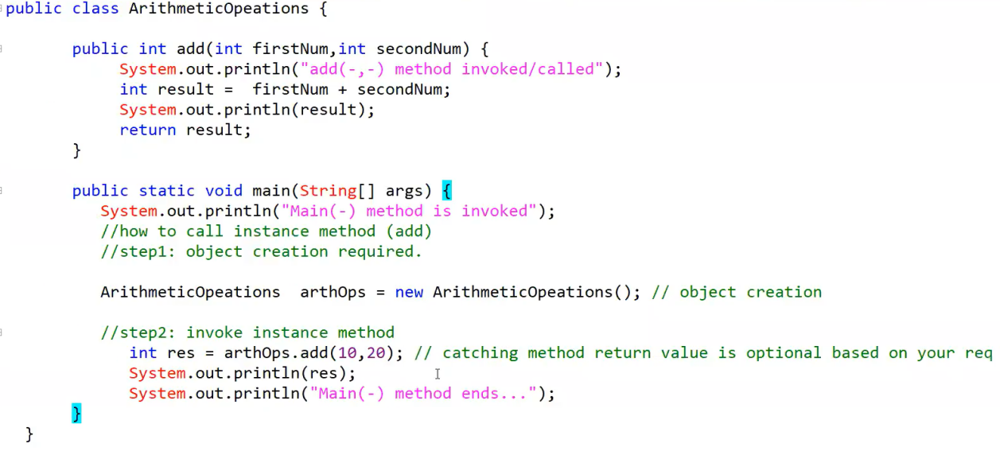 public class ArithmeticOpeations {
public int add(int firstNum,int secondNum) {
System.out.println("add(-,-) method invoked/called");
int result =  firstNum + secondNum;
System.out.println(result);
return result;
}
public static void main(String[] args) {
System.out.println("Main(-) method is invoked");
//how to call instance method (add)
//step1: object creation required.
ArithmeticOpeations  arthOps = new ArithmeticOpeations(); // object creation
//step2: invoke instance method
int res = arthOps.add(10,20); // catching method return value is optional based on your req
System.out.println(res);
System.out.println("Main(-) method ends...");
}
}